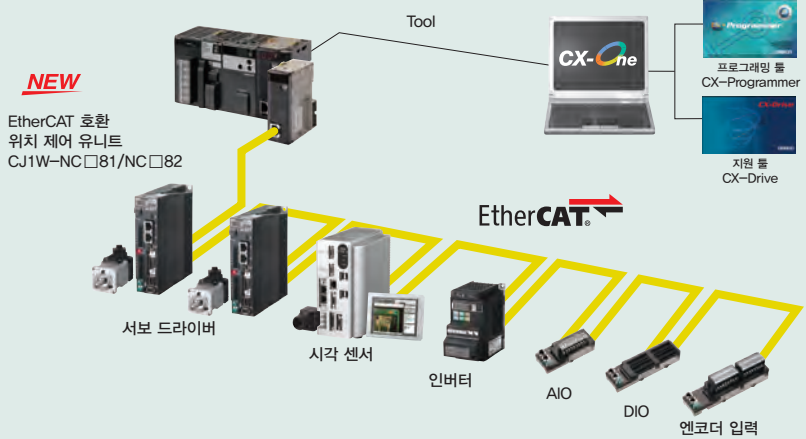 Tool
CX-One
Programmer
프로그래밍 툴
CX-Programmer
CX-Drive
지원 툴
CX-Drive
NEW
EtherCAT 호환
위치 제어 유니트
CJ1W-NC□81/NC□82
EtherCAT®
서보 드라이버
시각 센서
인버터
AIO
DIO
엔코더 입력